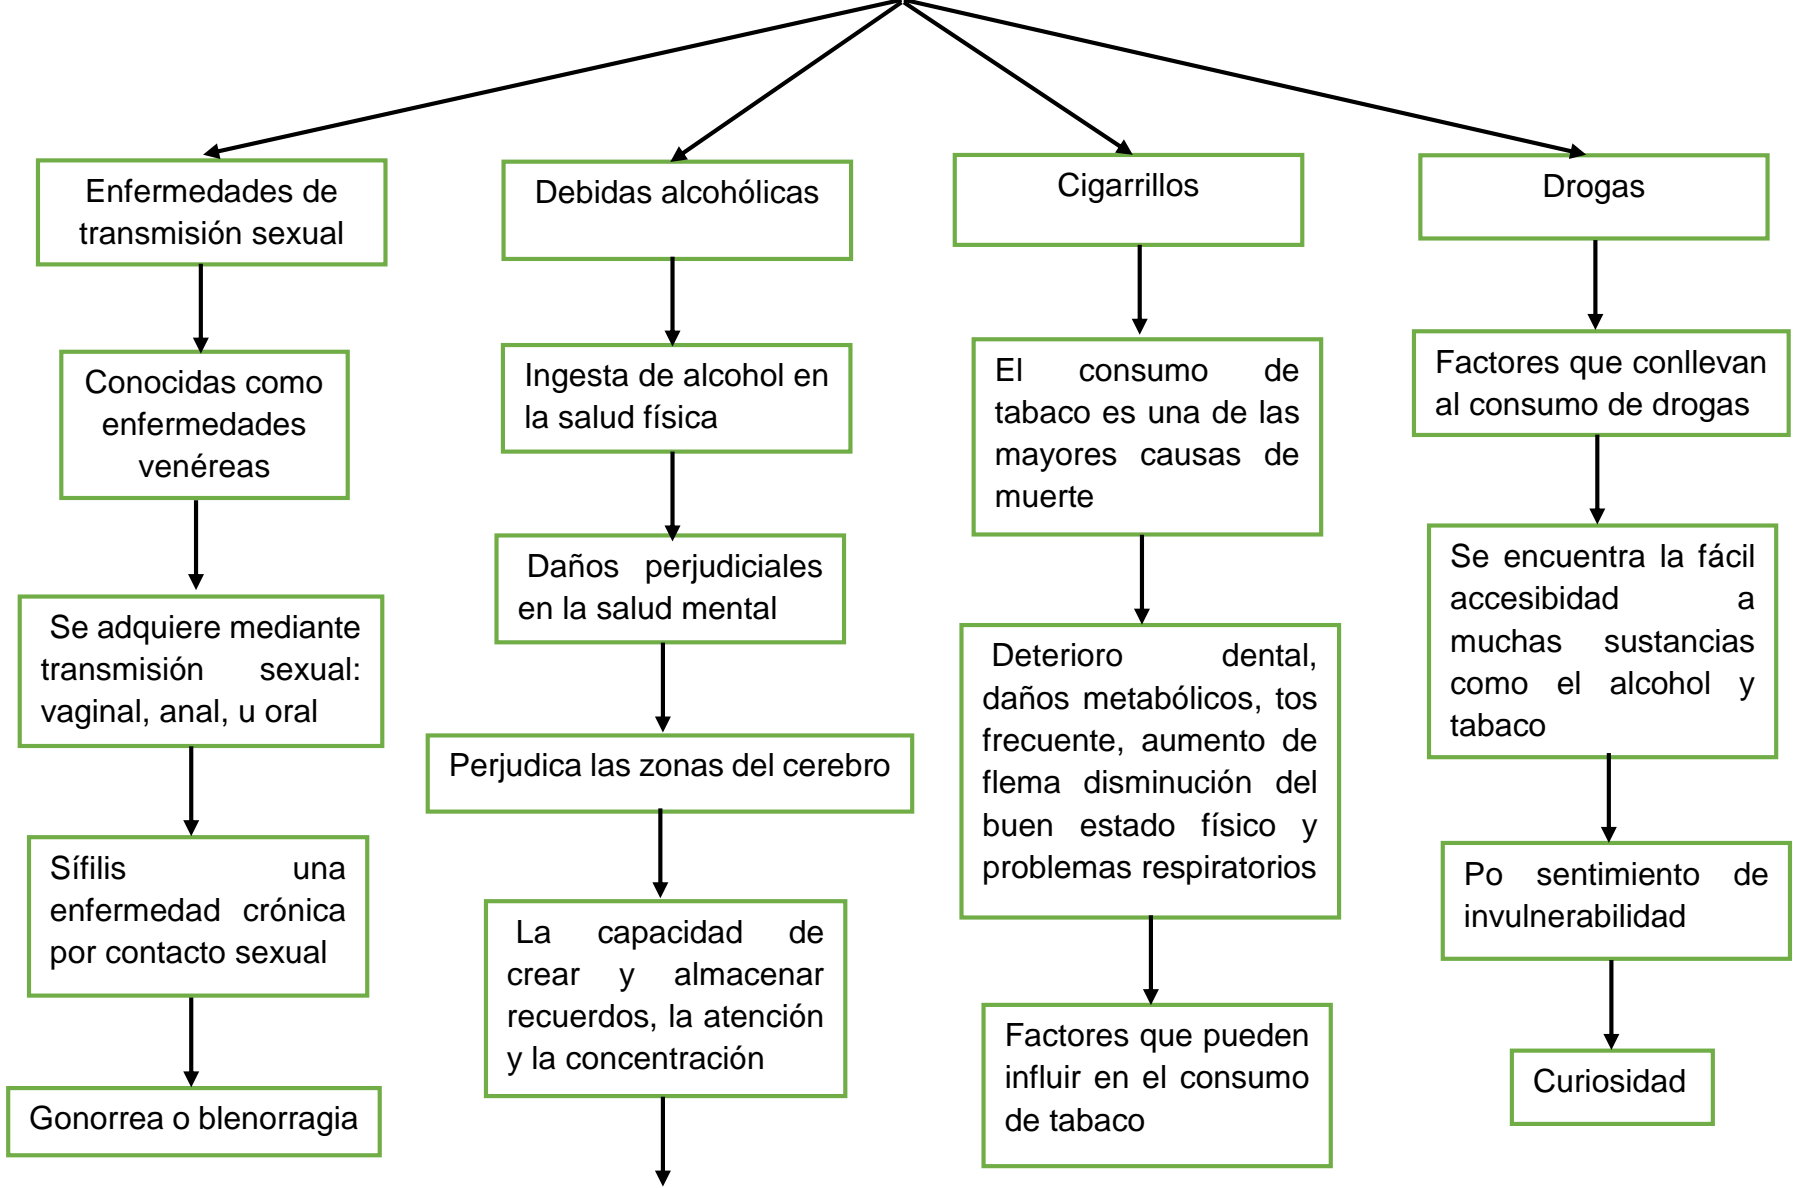 Enfermedades de
transmisión sexual
Conocidas como
enfermedades
venéreas
Se adquiere mediante
transmisión sexual:
vaginal, anal, u oral
Sífilis una
enfermedad crónica
por contacto sexual
Gonorrea o blenorragia
Debidas alcohólicas
Ingesta de alcohol en
la salud física
Daños perjudiciales
en la salud mental
Perjudica las zonas del cerebro
La capacidad de
crear y almacenar
recuerdos, la atención
y la concentración
Cigarrillos
El consumo de
tabaco es una de las
mayores causas de
muerte
Deterioro dental,
daños metabólicos, tos
frecuente, aumento de
flema disminución del
buen estado físico y
problemas respiratorios
Factores que pueden
influir en el consumo
de tabaco
Drogas
Factores que conllevan
al consumo de drogas
Se encuentra la fácil
accesibidad a
muchas sustancias
como el alcohol y
tabaco
Po sentimiento de
invulnerabilidad
Curiosidad